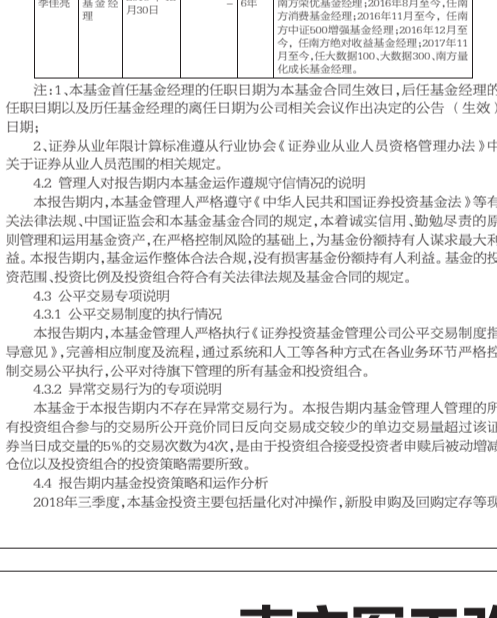 李佳亮
基金经理
月30日
–
6年
南方荣优基金经理;2016年8月至今,任南
方消费基金经理;2016年11月至今，任南
方中证500增强基金经理;2016年12月至
今，任南方绝对收益基金经理;2017年11
月至今,任大数据100、大数据300、南方量
化成长基金经理。
注:1、本基金首任基金经理的任职日期为本基金合同生效日,后任基金经理的
任职日期以及历任基金经理的离任日期为公司相关会议作出决定的公告（生效）
日期;
2、证券从业年限计算标准遵从行业协会《证券业从业人员资格管理办法》中
关于证券从业人员范围的相关规定。
4.2 管理人对报告期内本基金运作遵规守信情况的说明
本报告期内,本基金管理人严格遵守《中华人民共和国证券投资基金法》等有
关法律法规、中国证监会和本基金基金合同的规定,本着诚实信用、勤勉尽责的原
则管理和运用基金资产,在严格控制风险的基础上,为基金份额持有人谋求最大利
益。本报告期内,基金运作整体合法合规,没有损害基金份额持有人利益。基金的投
资范围、投资比例及投资组合符合有关法律法规及基金合同的规定。
4.3 公平交易专项说明
4.3.1 公平交易制度的执行情况
本报告期内,本基金管理人严格执行《证券投资基金管理公司公平交易制度指
导意见》,完善相应制度及流程,通过系统和人工等各种方式在各业务环节严格控
制交易公平执行,公平对待旗下管理的所有基金和投资组合。
4.3.2 异常交易行为的专项说明
本基金于本报告期内不存在异常交易行为。本报告期内基金管理人管理的所
有投资组合参与的交易所公开竞价同日反向交易成交较少的单边交易量超过该证
券当日成交量的5%的交易次数为4次,是由于投资组合接受投资者申赎后被动增减
仓位以及投资组合的投资策略需要所致。
4.4 报告期内基金投资策略和运作分析
2018年三季度,本基金投资主要包括量化对冲操作,新股申购及回购定存等现